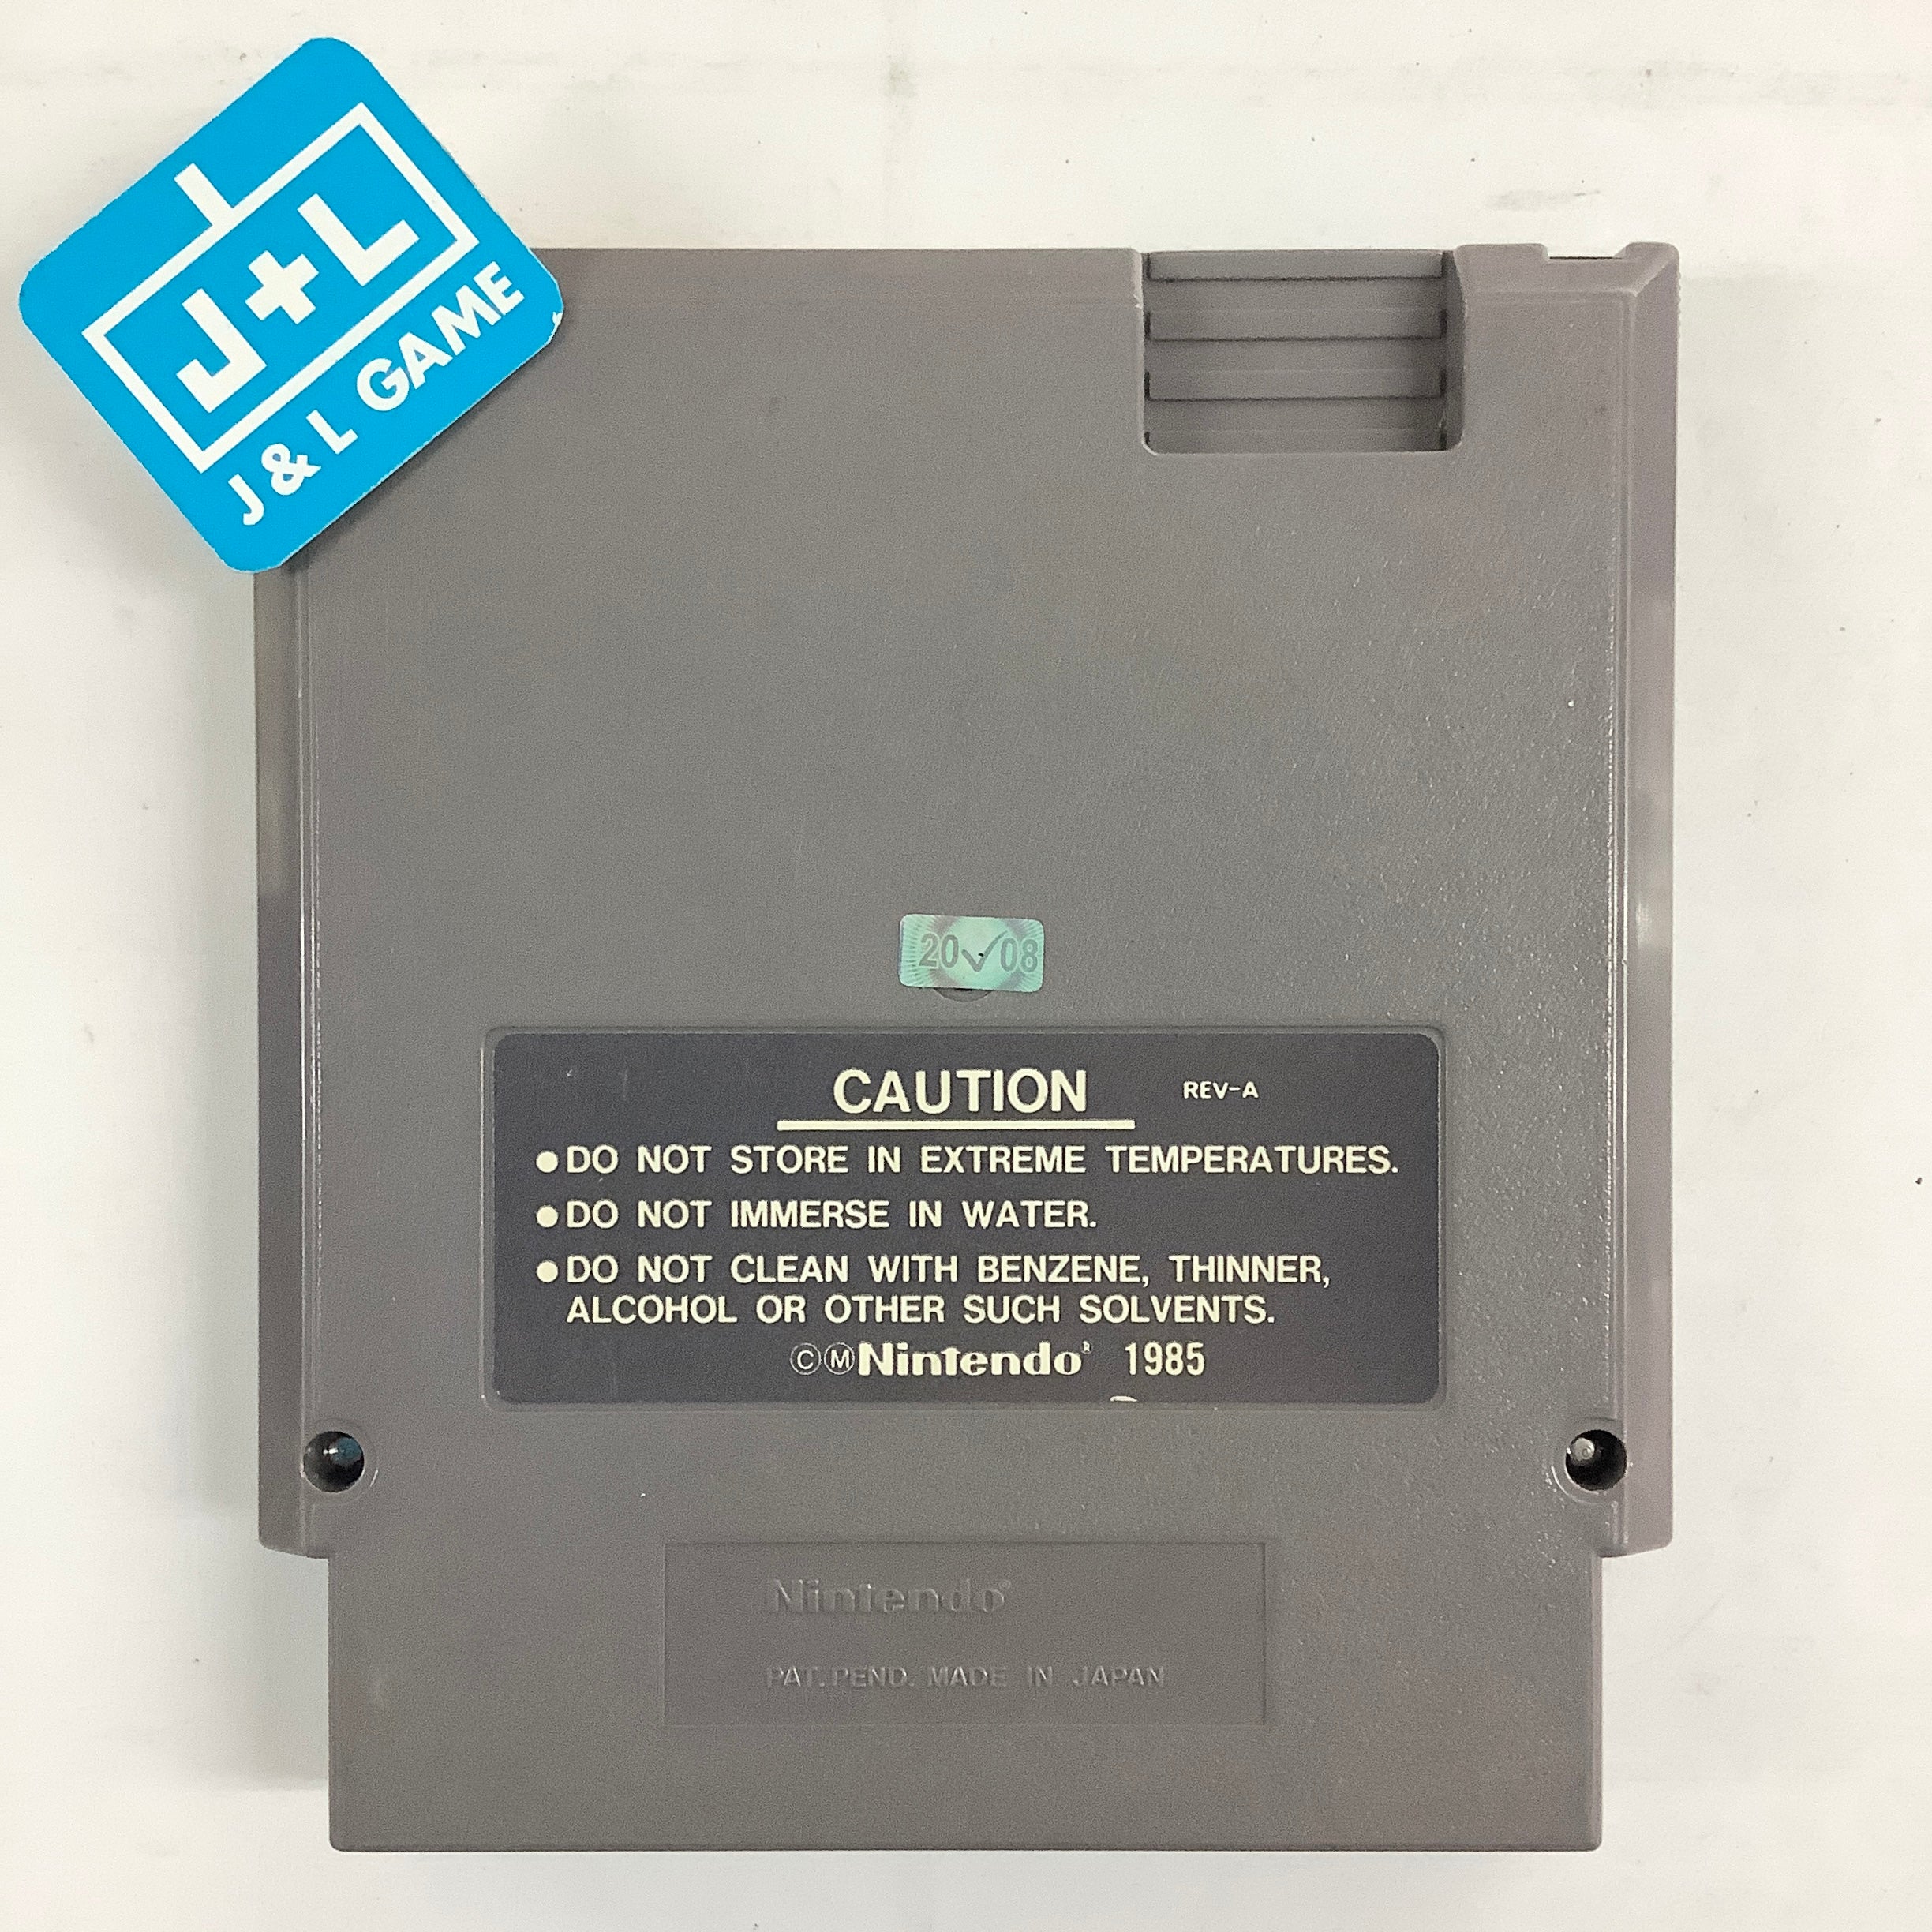 J+L
J & L GAME
20✓08
CAUTION REV-A
●DO NOT STORE IN EXTREME TEMPERATURES.
●DO NOT IMMERSE IN WATER.
●DO NOT CLEAN WITH BENZENE, THINNER,
ALCOHOL OR OTHER SUCH SOLVENTS.
©ⓂNintendo® 1985
Nintendo®
PAT. PEND. MADE IN JAPAN